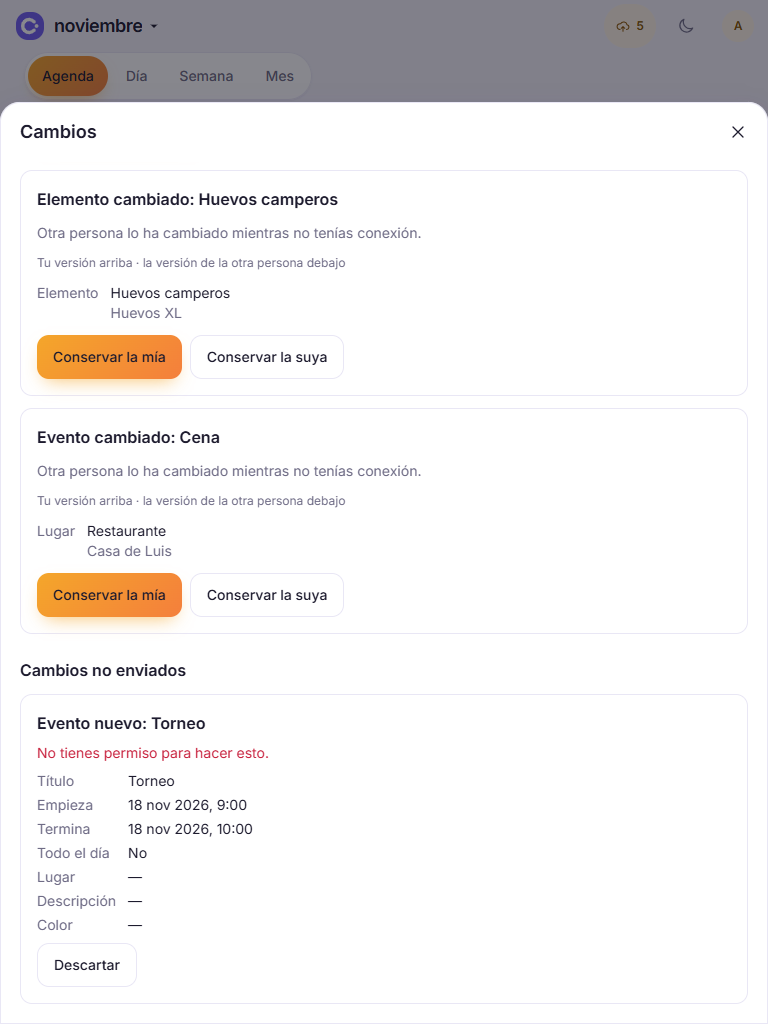 noviembre
5
A
Agenda
Día
Semana
Mes
Cambios
Elemento cambiado: Huevos camperos
Otra persona lo ha cambiado mientras no tenías conexión.
Tu versión arriba · la versión de la otra persona debajo
Elemento Huevos camperos
Huevos XL
Conservar la mía
Conservar la suya
Evento cambiado: Cena
Otra persona lo ha cambiado mientras no tenías conexión.
Tu versión arriba · la versión de la otra persona debajo
Lugar Restaurante
Casa de Luis
Conservar la mía
Conservar la suya
Cambios no enviados
Evento nuevo: Torneo
No tienes permiso para hacer esto.
Título Torneo
Empieza 18 nov 2026, 9:00
Termina 18 nov 2026, 10:00
Todo el día No
Lugar —
Descripción —
Color —
Descartar